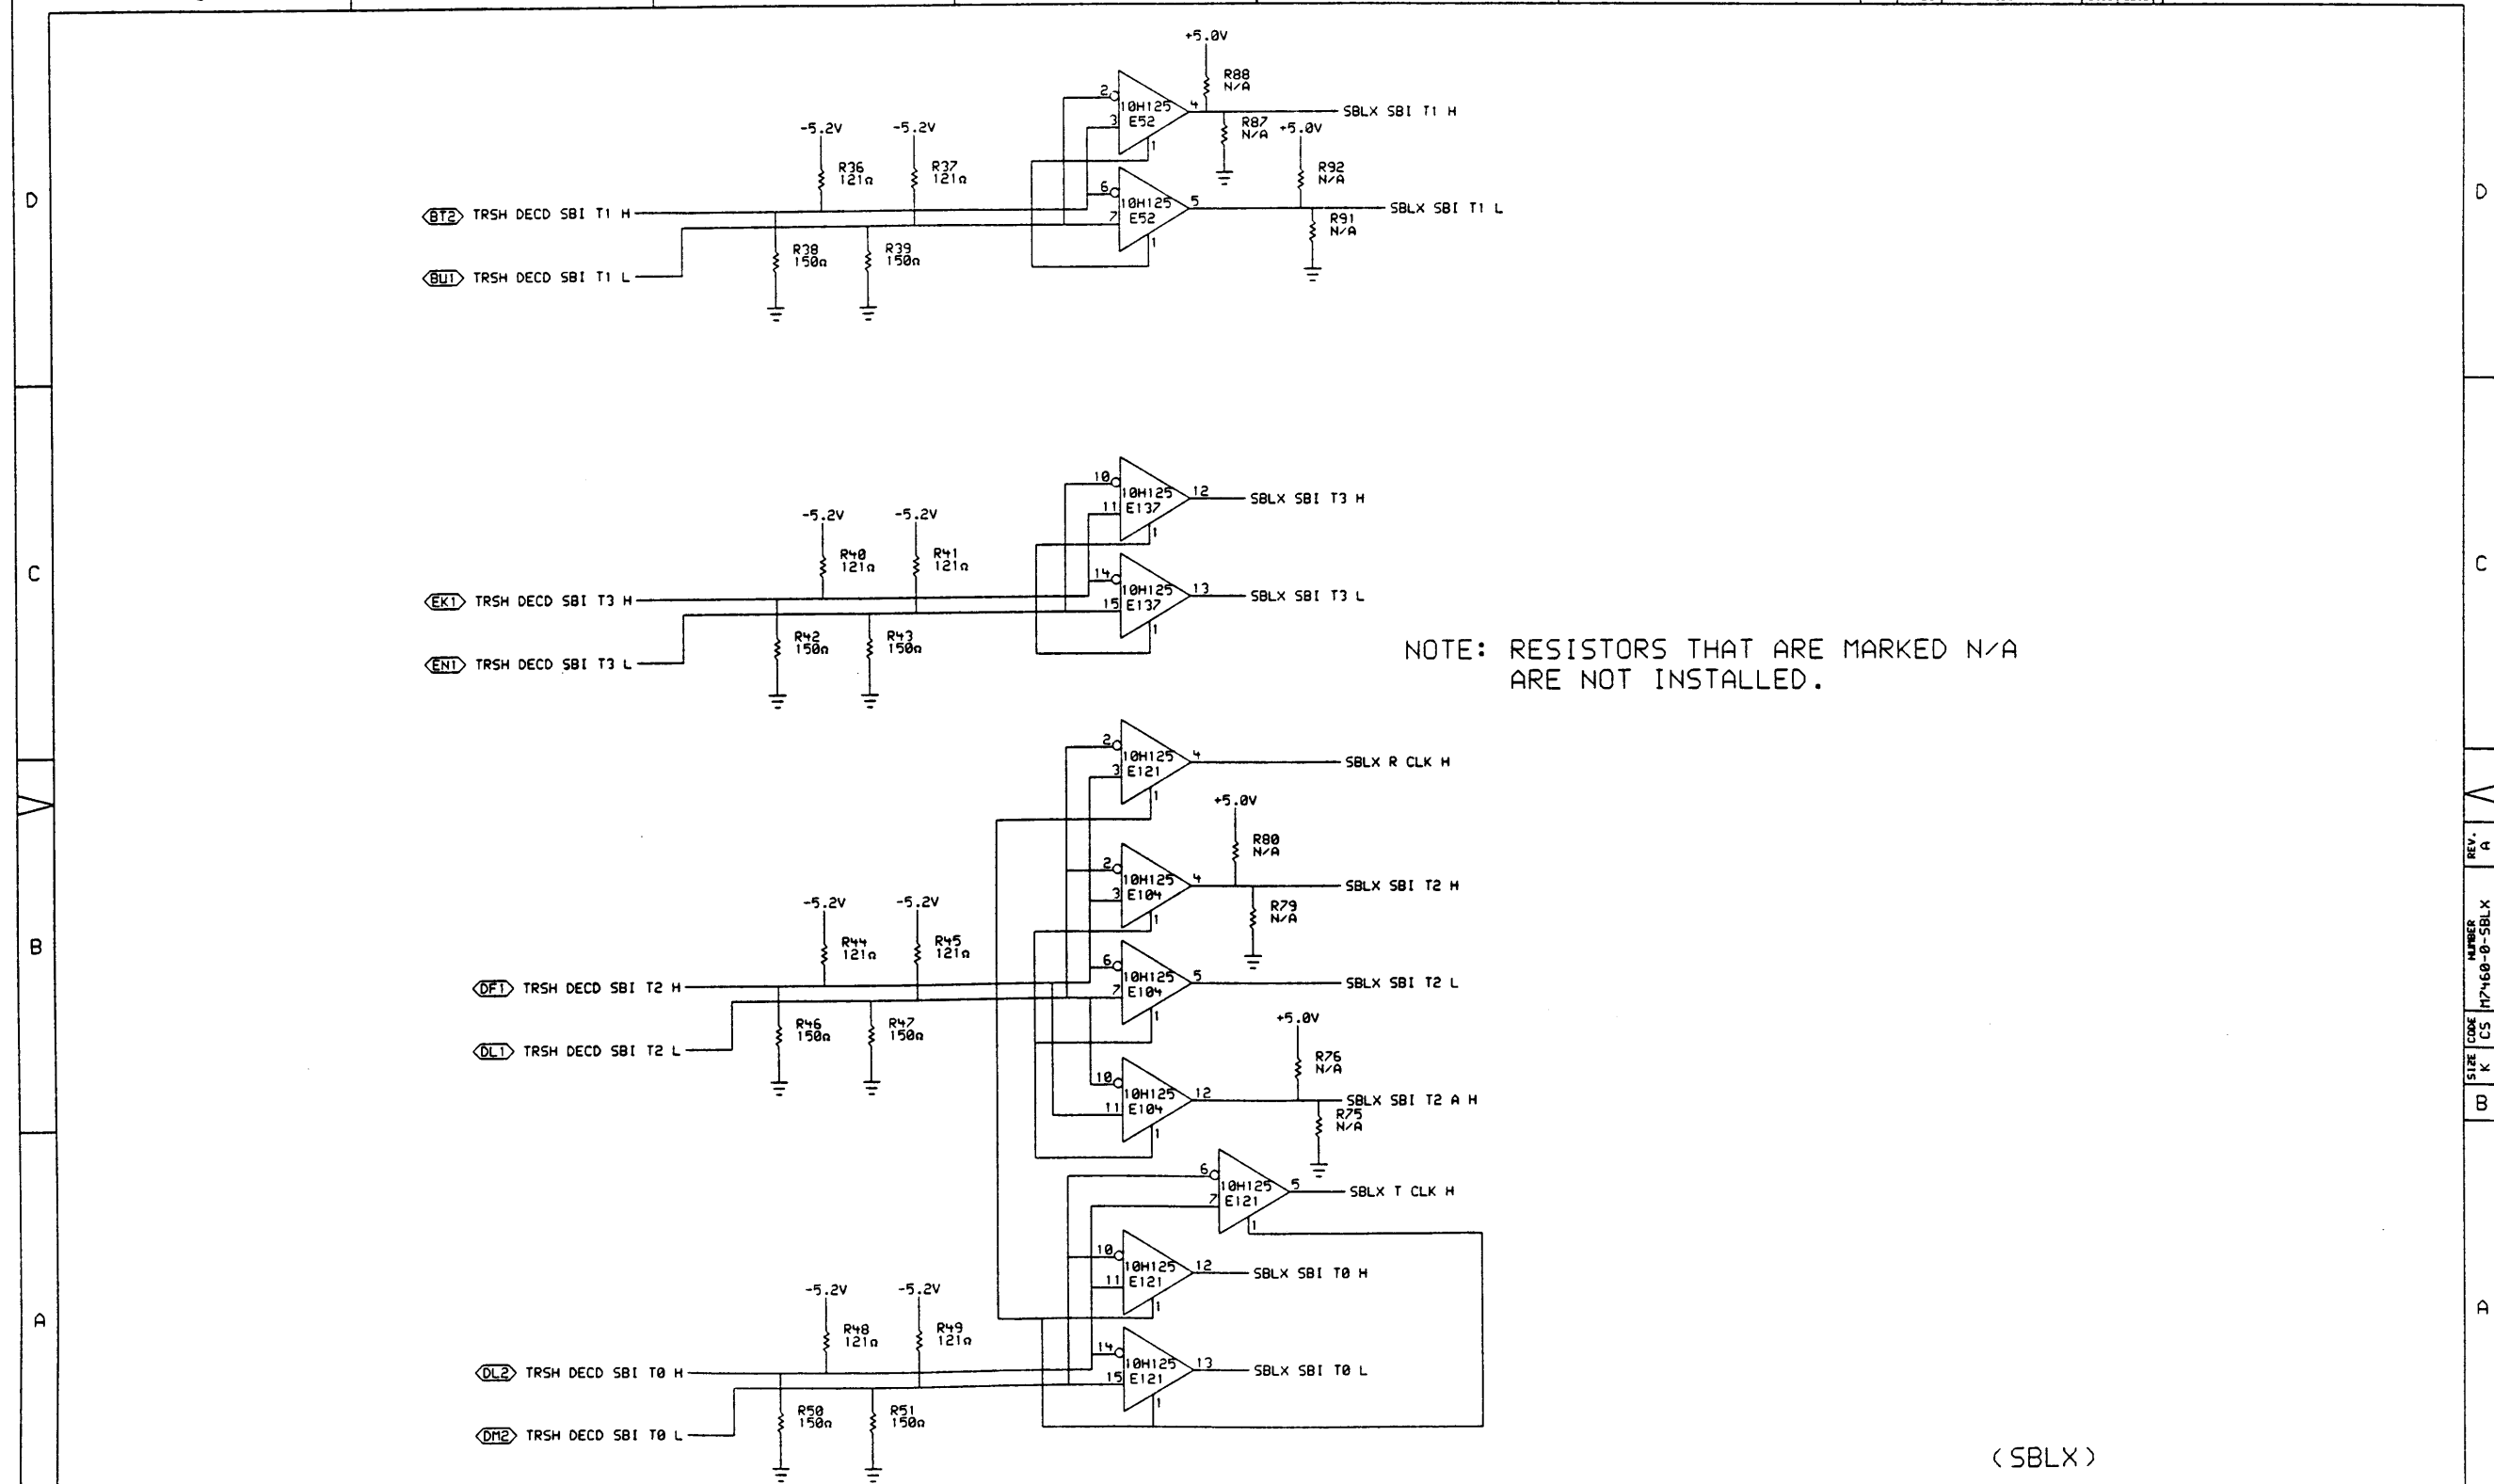 +5.0V
R88
N/A
2
10H125
E52
4
SBLX SBI T1 H
3
1
R87
N/A
+5.0V
-5.2V
-5.2V
R36
121Ω
R37
121Ω
R92
N/A
D
D
6
10H125
E52
5
SBLX SBI T1 L
BT2 TRSH DECD SBI T1 H
7
1
R91
N/A
R38
150Ω
R39
150Ω
BU1 TRSH DECD SBI T1 L
10
10H125
E137
12
SBLX SBI T3 H
11
1
-5.2V
-5.2V
R40
121Ω
R41
121Ω
C
C
14
10H125
E137
13
SBLX SBI T3 L
EK1 TRSH DECD SBI T3 H
15
1
R42
150Ω
R43
150Ω
EN1 TRSH DECD SBI T3 L
NOTE: RESISTORS THAT ARE MARKED N/A
ARE NOT INSTALLED.
2
10H125
E121
4
SBLX R CLK H
3
1
+5.0V
R80
N/A
2
10H125
E104
4
SBLX SBI T2 H
3
1
R79
N/A
-5.2V
-5.2V
R44
121Ω
R45
121Ω
B
6
10H125
E104
5
SBLX SBI T2 L
DF1 TRSH DECD SBI T2 H
7
1
R46
150Ω
R47
150Ω
DL1 TRSH DECD SBI T2 L
+5.0V
R76
N/A
10
10H125
E104
12
SBLX SBI T2 A H
11
1
R75
N/A
REV.
A
NUMBER
M7460-0-SBLX
CODE
CS
SIZE
K
B
6
10H125
E121
5
SBLX T CLK H
7
1
10
10H125
E121
12
SBLX SBI T0 H
11
1
-5.2V
-5.2V
R48
121Ω
R49
121Ω
A
A
14
10H125
E121
13
SBLX SBI T0 L
DL2 TRSH DECD SBI T0 H
15
1
R50
150Ω
R51
150Ω
DM2 TRSH DECD SBI T0 L
(SBLX)